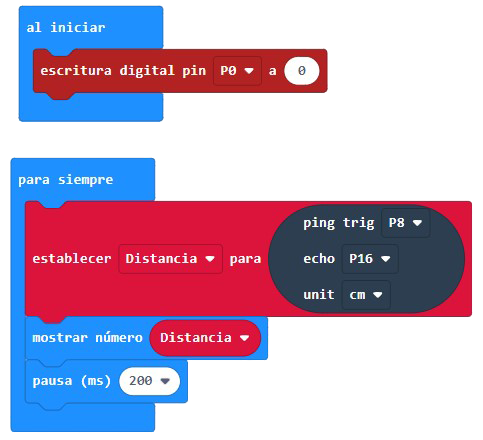 al iniciar
escritura digital pin P0 a 0
para siempre
ping trig P8
establecer Distancia para echo P16
unit cm
mostrar número Distancia
pausa (ms) 200